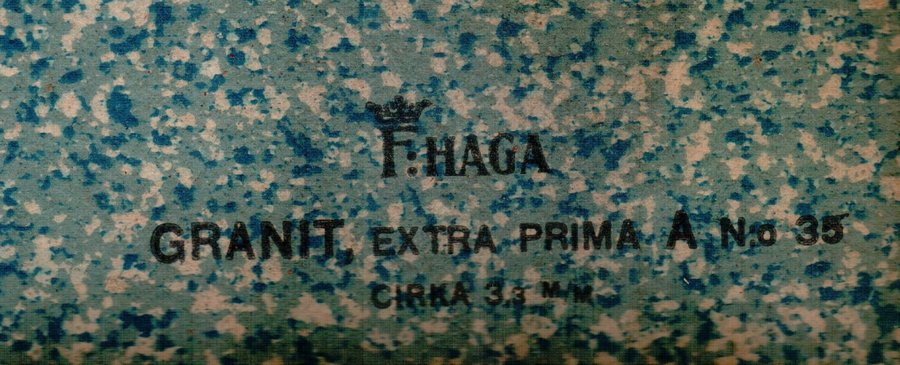 F:HAGA
GRANIT, EXTRA PRIMA A N:o 35
CIRKA 3.3 M/M